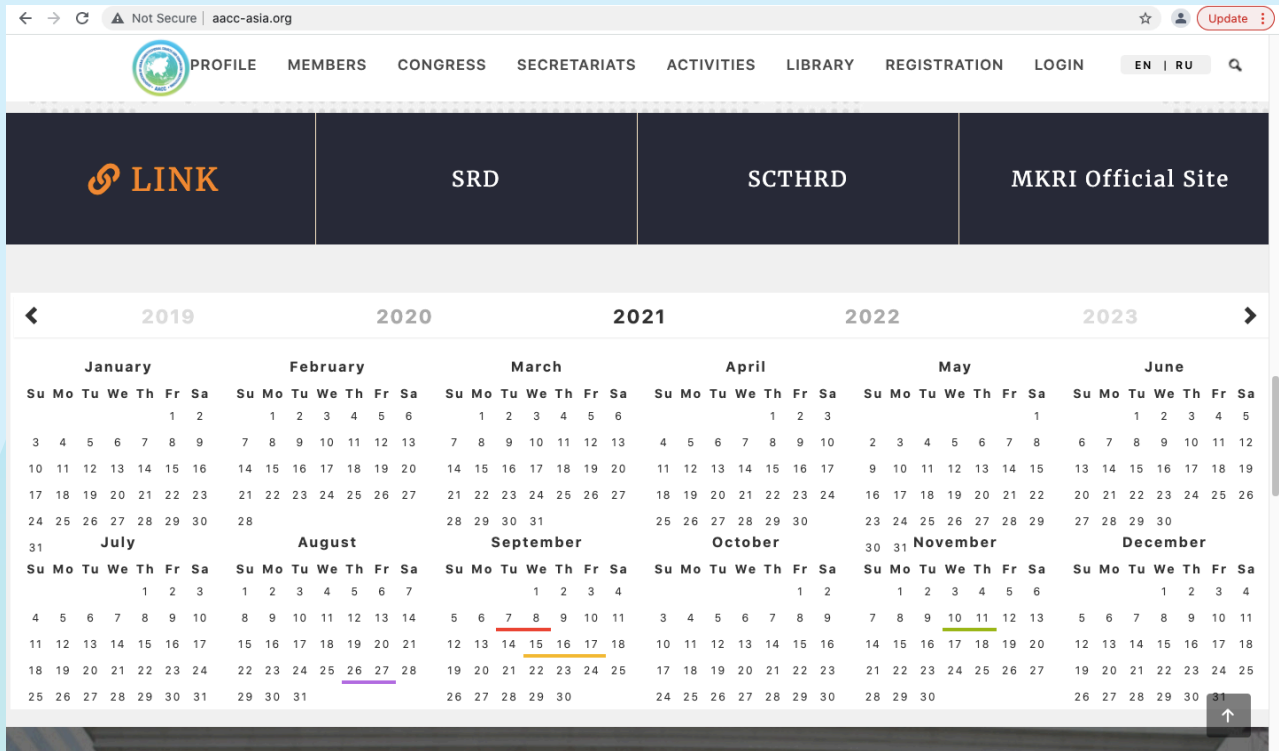 Not Secure aacc-asia.org Update
PROFILE MEMBERS CONGRESS SECRETARIATS ACTIVITIES LIBRARY REGISTRATION LOGIN EN | RU
AACC
LINK SRD SCTHRD MKRI Official Site
2019 2020 2021 2022 2023
January February March April May June
Su Mo Tu We Th Fr Sa Su Mo Tu We Th Fr Sa Su Mo Tu We Th Fr Sa Su Mo Tu We Th Fr Sa Su Mo Tu We Th Fr Sa Su Mo Tu We Th Fr Sa
1 2 1 2 3 4 5 6 1 2 3 4 5 6 1 2 3 1 1 2 3 4 5
3 4 5 6 7 8 9 7 8 9 10 11 12 13 7 8 9 10 11 12 13 4 5 6 7 8 9 10 2 3 4 5 6 7 8 6 7 8 9 10 11 12
10 11 12 13 14 15 16 14 15 16 17 18 19 20 14 15 16 17 18 19 20 11 12 13 14 15 16 17 9 10 11 12 13 14 15 13 14 15 16 17 18 19
17 18 19 20 21 22 23 21 22 23 24 25 26 27 21 22 23 24 25 26 27 18 19 20 21 22 23 24 16 17 18 19 20 21 22 20 21 22 23 24 25 26
24 25 26 27 28 29 30 28 28 29 30 31 25 26 27 28 29 30 23 24 25 26 27 28 29 27 28 29 30
31 30 31
July August September October November December
Su Mo Tu We Th Fr Sa Su Mo Tu We Th Fr Sa Su Mo Tu We Th Fr Sa Su Mo Tu We Th Fr Sa Su Mo Tu We Th Fr Sa Su Mo Tu We Th Fr Sa
1 2 3 1 2 3 4 5 6 7 1 2 3 4 1 2 1 2 3 4 5 6 1 2 3 4
4 5 6 7 8 9 10 8 9 10 11 12 13 14 5 6 7 8 9 10 11 3 4 5 6 7 8 9 7 8 9 10 11 12 13 5 6 7 8 9 10 11
11 12 13 14 15 16 17 15 16 17 18 19 20 21 12 13 14 15 16 17 18 10 11 12 13 14 15 16 14 15 16 17 18 19 20 12 13 14 15 16 17 18
18 19 20 21 22 23 24 22 23 24 25 26 27 28 19 20 21 22 23 24 25 17 18 19 20 21 22 23 21 22 23 24 25 26 27 19 20 21 22 23 24 25
25 26 27 28 29 30 31 29 30 31 26 27 28 29 30 24 25 26 27 28 29 30 28 29 30 26 27 28 29 30 31